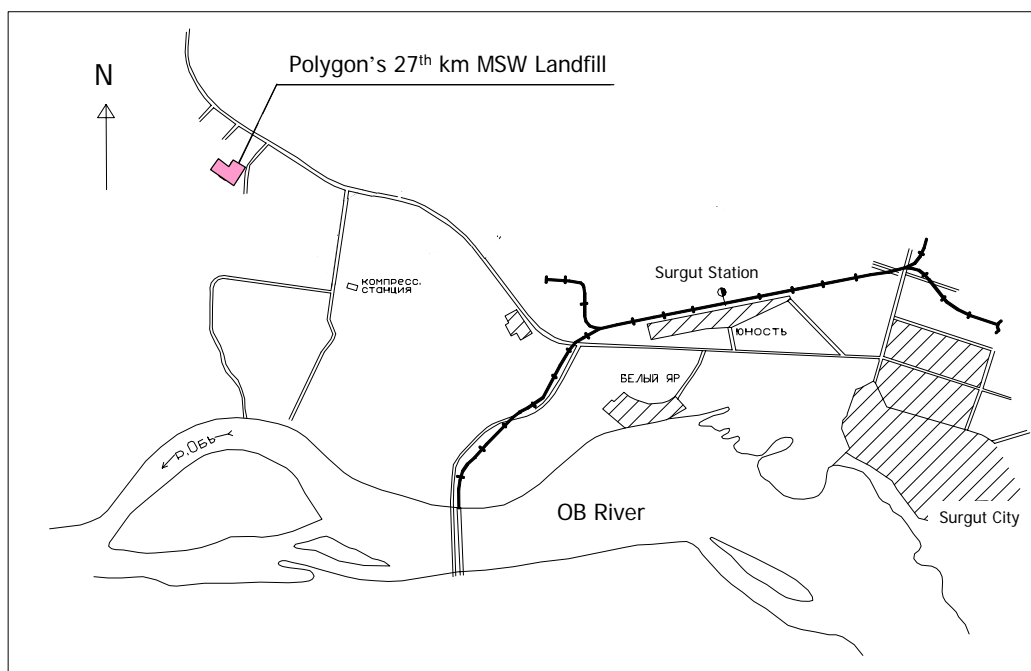 Polygon's 27th km MSW Landfill
N
КОМПРЕСС.
СТАНЦИЯ
Surgut Station
ЮНОСТЬ
БЕЛЫЙ ЯР
р.Обь
OB River
Surgut City